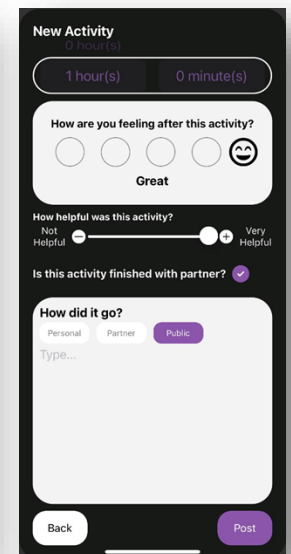 New Activity
0 hour(s)
1 hour(s) 0 minute(s)
How are you feeling after this activity?
Great
How helpful was this activity?
Not Helpful
Very Helpful
Is this activity finished with partner?
How did it go?
Personal Partner Public
Type...
Back Post